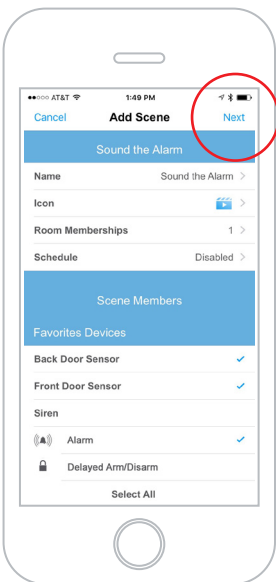 AT&T 1:49 PM
Cancel Add Scene Next
Sound the Alarm
Name Sound the Alarm
Icon
Room Memberships 1
Schedule Disabled
Scene Members
Favorites Devices
Back Door Sensor
Front Door Sensor
Siren
Alarm
Delayed Arm/Disarm
Select All